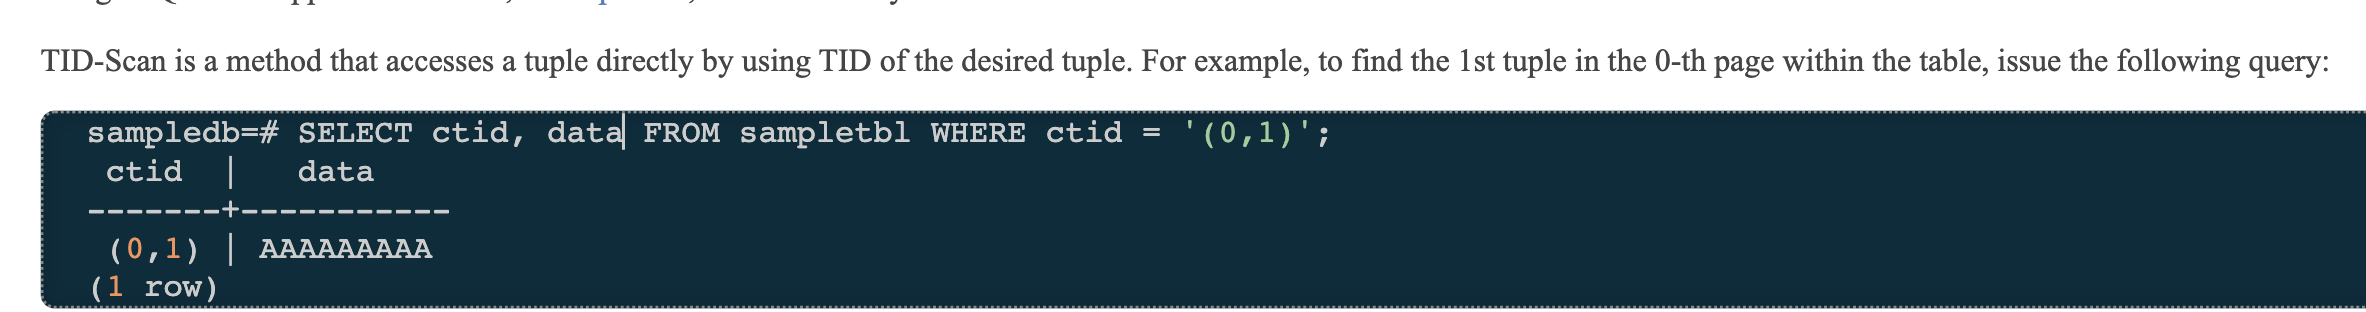 TID-Scan is a method that accesses a tuple directly by using TID of the desired tuple. For example, to find the 1st tuple in the 0-th page within the table, issue the following query:
sampledb=# SELECT ctid, data FROM sampletbl WHERE ctid = '(0,1)';
 ctid  |   data
-------+-----------
 (0,1) | AAAAAAAAA
(1 row)